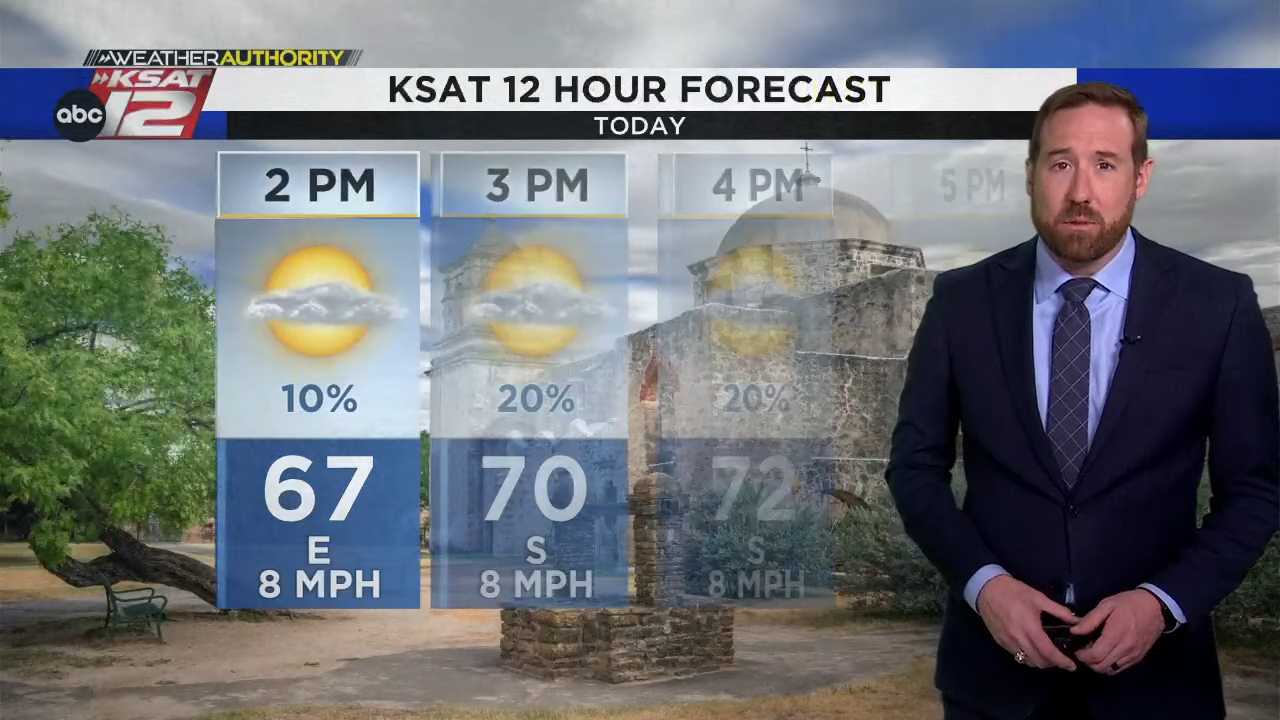 WEATHERAUTHORITY
KSAT
abc 12
KSAT 12 HOUR FORECAST
TODAY
2 PM
3 PM
4 PM
5 PM
10%
20%
20%
67
70
72
E
S
S
8 MPH
8 MPH
8 MPH